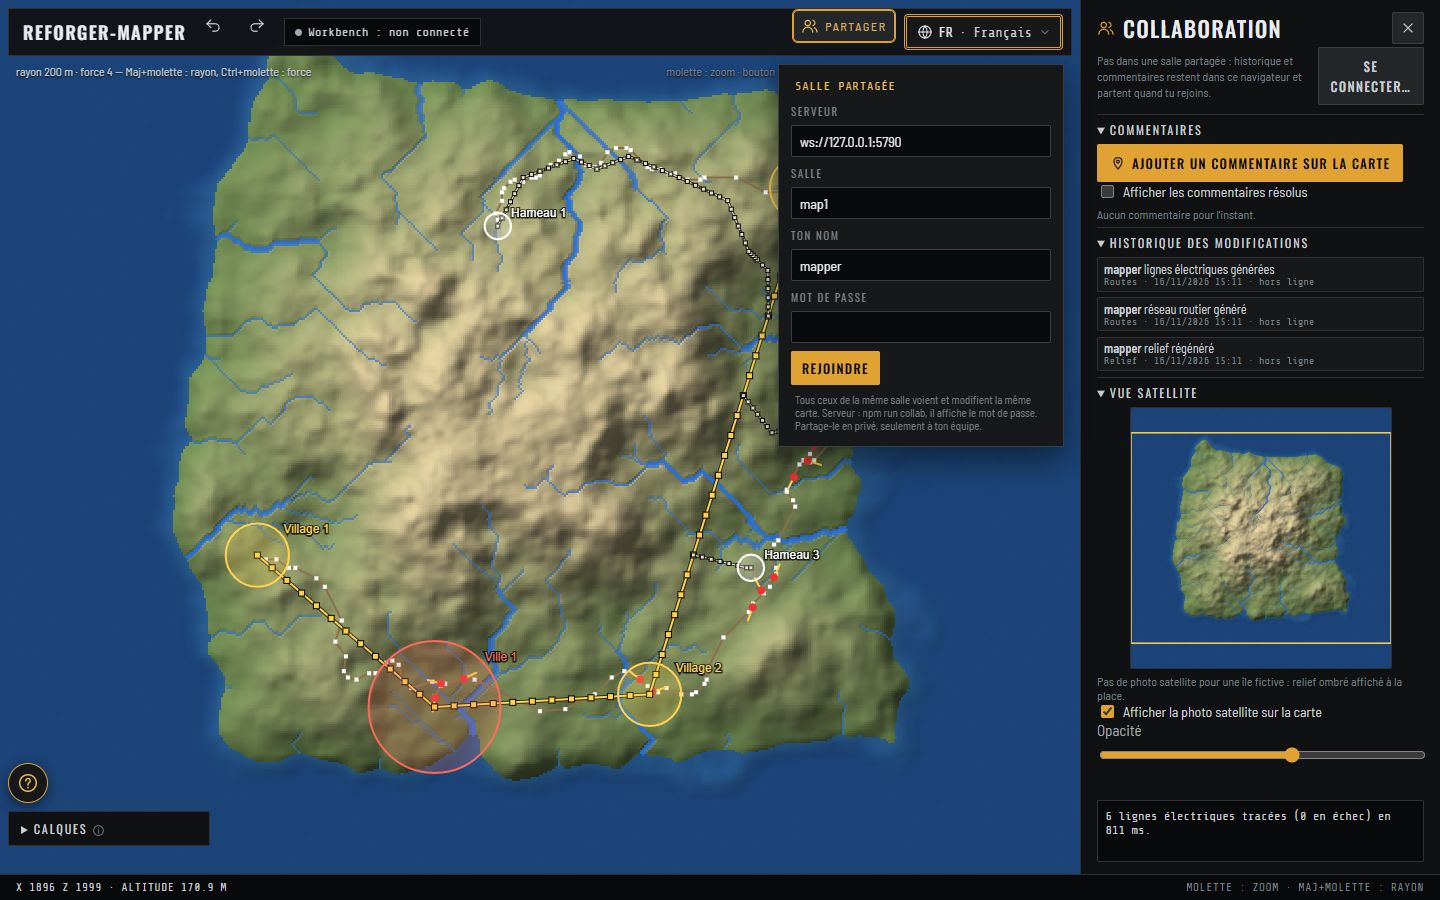 REFORGER-MAPPER
Workbench : non connecté
PARTAGER
FR · Français
rayon 200 m · force 4 — Maj+molette : rayon, Ctrl+molette : force
molette : zoom · bouton
SALLE PARTAGÉE
SERVEUR
ws://127.0.0.1:5790
SALLE
map1
TON NOM
mapper
MOT DE PASSE
REJOINDRE
Tous ceux de la même salle voient et modifient la même
carte. Serveur : npm run collab, il affiche le mot de passe.
Partage-le en privé, seulement à ton équipe.
Hameau 1
Village 1
Hameau 3
Ville 1
Village 2
CALQUES
COLLABORATION
Pas dans une salle partagée : historique et
commentaires restent dans ce navigateur et
partent quand tu rejoins.
SE
CONNECTER…
COMMENTAIRES
AJOUTER UN COMMENTAIRE SUR LA CARTE
Afficher les commentaires résolus
Aucun commentaire pour l'instant.
HISTORIQUE DES MODIFICATIONS
mapper lignes électriques générées
Routes · 16/11/2026 15:11 · hors ligne
mapper réseau routier généré
Routes · 16/11/2026 15:11 · hors ligne
mapper relief régénéré
Relief · 16/11/2026 15:11 · hors ligne
VUE SATELLITE
Pas de photo satellite pour une île fictive : relief ombré affiché à la
place.
Afficher la photo satellite sur la carte
Opacité
6 lignes électriques tracées (0 en échec) en
811 ms.
X 1896 Z 1999 · ALTITUDE 170.9 M
MOLETTE : ZOOM · MAJ+MOLETTE : RAYON